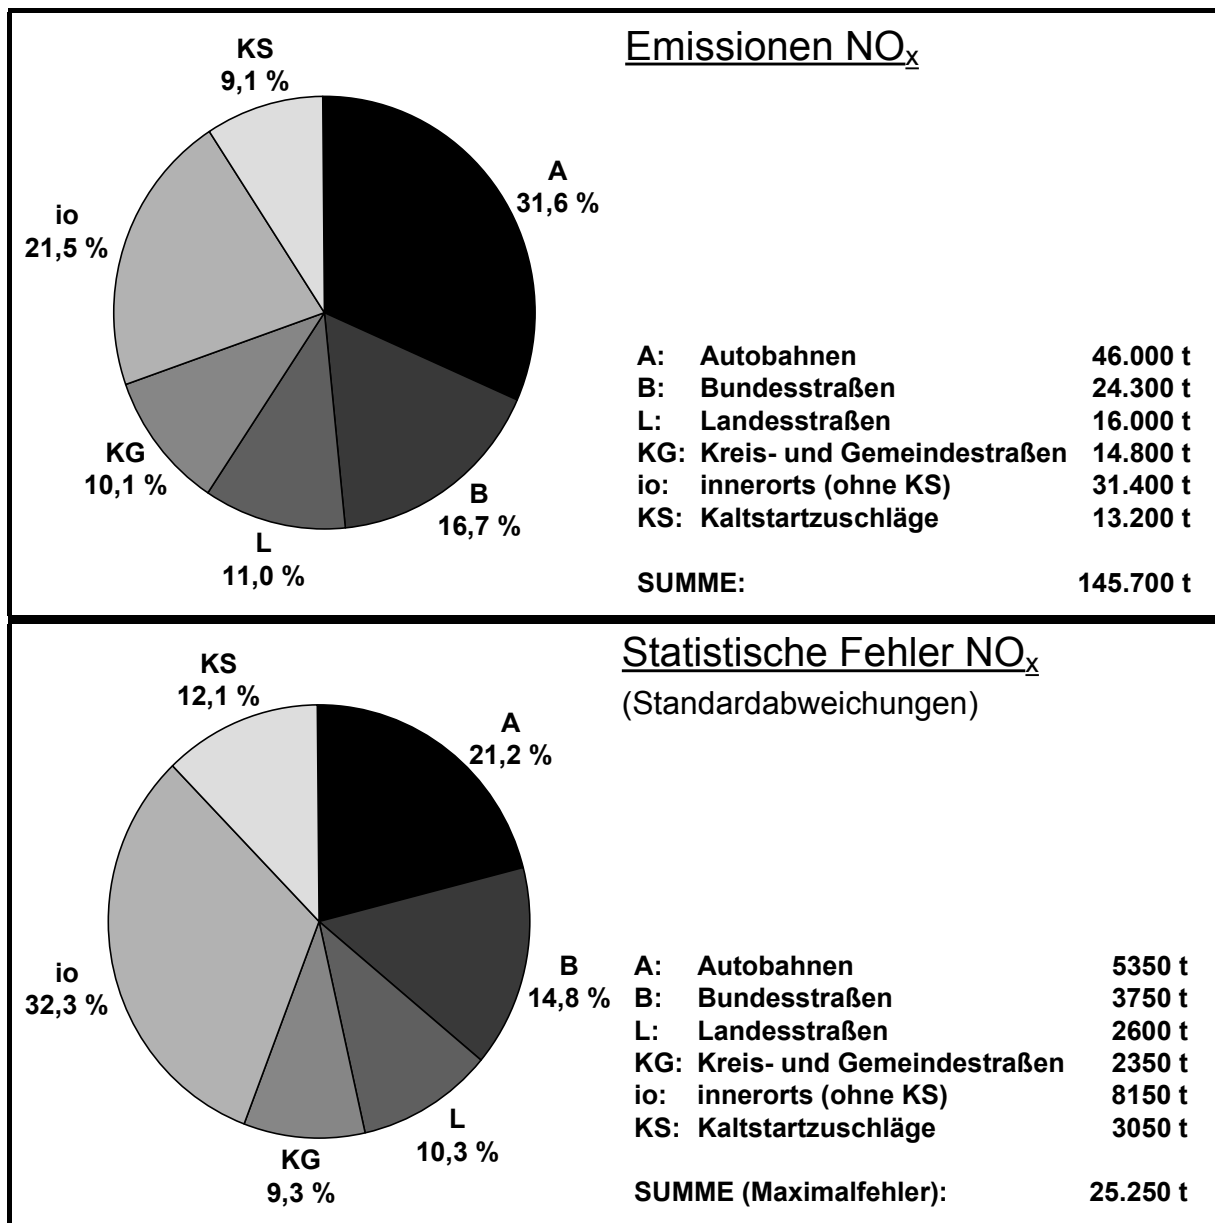 Emissionen NOx
KS
9,1 %
A
31,6 %
io
21,5 %
KG
10,1 %
B
16,7 %
L
11,0 %
A: Autobahnen 46.000 t
B: Bundesstraßen 24.300 t
L: Landesstraßen 16.000 t
KG: Kreis- und Gemeindestraßen 14.800 t
io: innerorts (ohne KS) 31.400 t
KS: Kaltstartzuschläge 13.200 t
SUMME: 145.700 t
Statistische Fehler NOx
(Standardabweichungen)
KS
12,1 %
A
21,2 %
io
32,3 %
B
14,8 %
L
10,3 %
KG
9,3 %
A: Autobahnen 5350 t
B: Bundesstraßen 3750 t
L: Landesstraßen 2600 t
KG: Kreis- und Gemeindestraßen 2350 t
io: innerorts (ohne KS) 8150 t
KS: Kaltstartzuschläge 3050 t
SUMME (Maximalfehler): 25.250 t